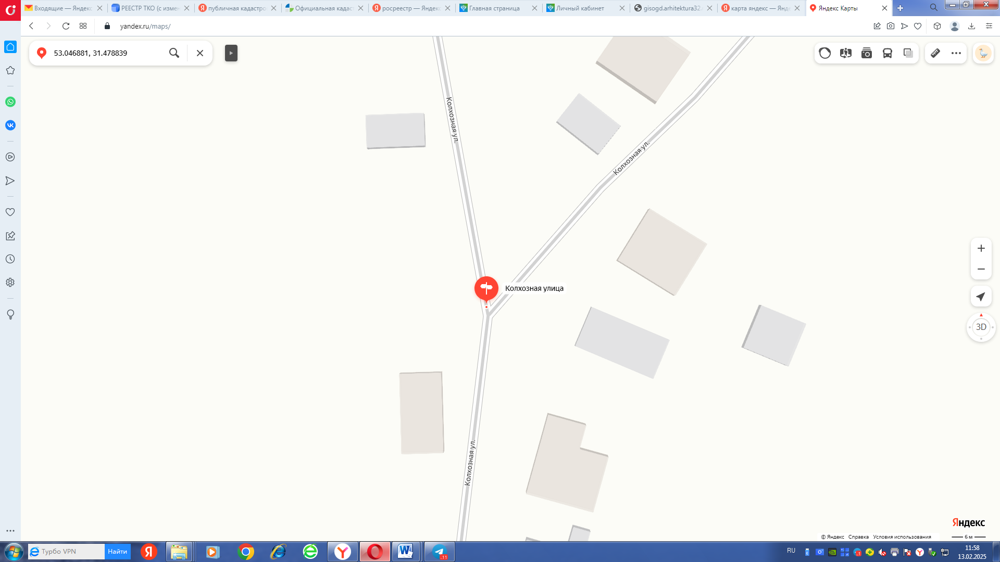 Входящие — Яндекс
РЕЕСТР ТКО (с измен
публичная кадастро
Официальная кадаст
росреестр — Яндекс
Главная страница
Личный кабинет
gisogd.arhitektura32.
карта яндекс — Янде
Яндекс Карты
yandex.ru/maps/
53.046881, 31.478839
Колхозная ул.
Колхозная ул.
Колхозная улица
3D
Колхозная ул.
Яндекс
© Яндекс Справка Условия использования
6 м
Турбо VPN
Найти
11
RU
11:58
13.02.2025